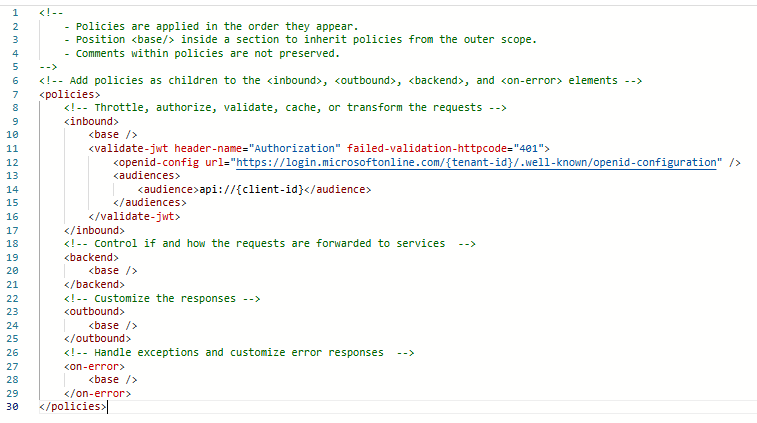 1 <!--
2 - Policies are applied in the order they appear.
3 - Position <base/> inside a section to inherit policies from the outer scope.
4 - Comments within policies are not preserved.
5 -->
6 <!-- Add policies as children to the <inbound>, <outbound>, <backend>, and <on-error> elements -->
7 <policies>
8 <!-- Throttle, authorize, validate, cache, or transform the requests -->
9 <inbound>
10 <base />
11 <validate-jwt header-name="Authorization" failed-validation-httpcode="401">
12 <openid-config url="https://login.microsoftonline.com/{tenant-id}/.well-known/openid-configuration" />
13 <audiences>
14 <audience>api://{client-id}</audience>
15 </audiences>
16 </validate-jwt>
17 </inbound>
18 <!-- Control if and how the requests are forwarded to services  -->
19 <backend>
20 <base />
21 </backend>
22 <!-- Customize the responses -->
23 <outbound>
24 <base />
25 </outbound>
26 <!-- Handle exceptions and customize error responses  -->
27 <on-error>
28 <base />
29 </on-error>
30 </policies>